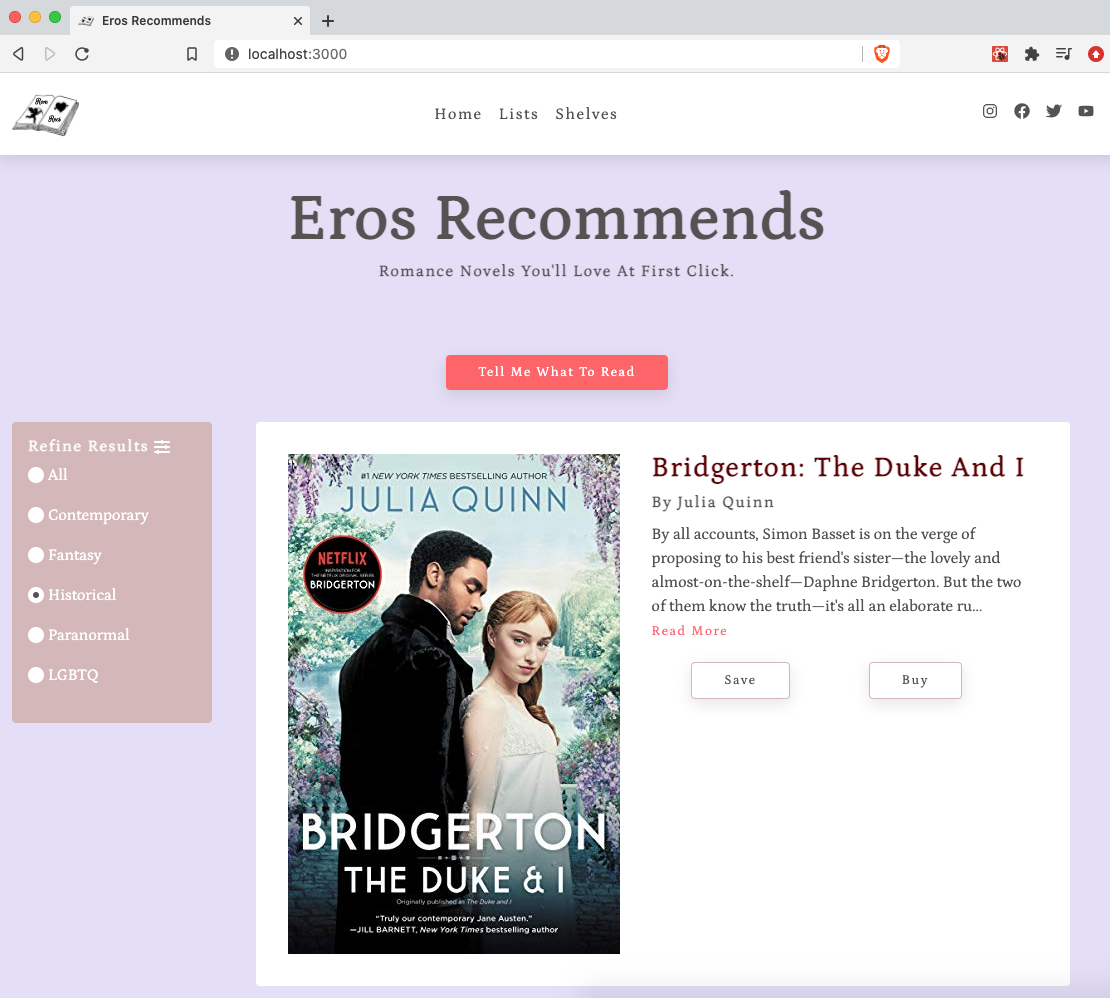 Eros Recommends
localhost:3000
Rom
Recs
Home Lists Shelves
Eros Recommends
Romance Novels You'll Love At First Click.
Tell Me What To Read
Refine Results
All
Contemporary
Fantasy
Historical
Paranormal
LGBTQ
#1 NEW YORK TIMES BESTSELLING AUTHOR
JULIA QUINN
NETFLIX
INSPIRATION FOR
THE NETFLIX ORIGINAL SERIES
BRIDGERTON
BRIDGERTON
THE DUKE & I
Originally published as The Duke and I
“Truly our contemporary Jane Austen.”
—JILL BARNETT, New York Times bestselling author
Bridgerton: The Duke And I
By Julia Quinn
By all accounts, Simon Basset is on the verge of
proposing to his best friend's sister—the lovely and
almost-on-the-shelf—Daphne Bridgerton. But the two
of them know the truth—it's all an elaborate ru...
Read More
Save Buy